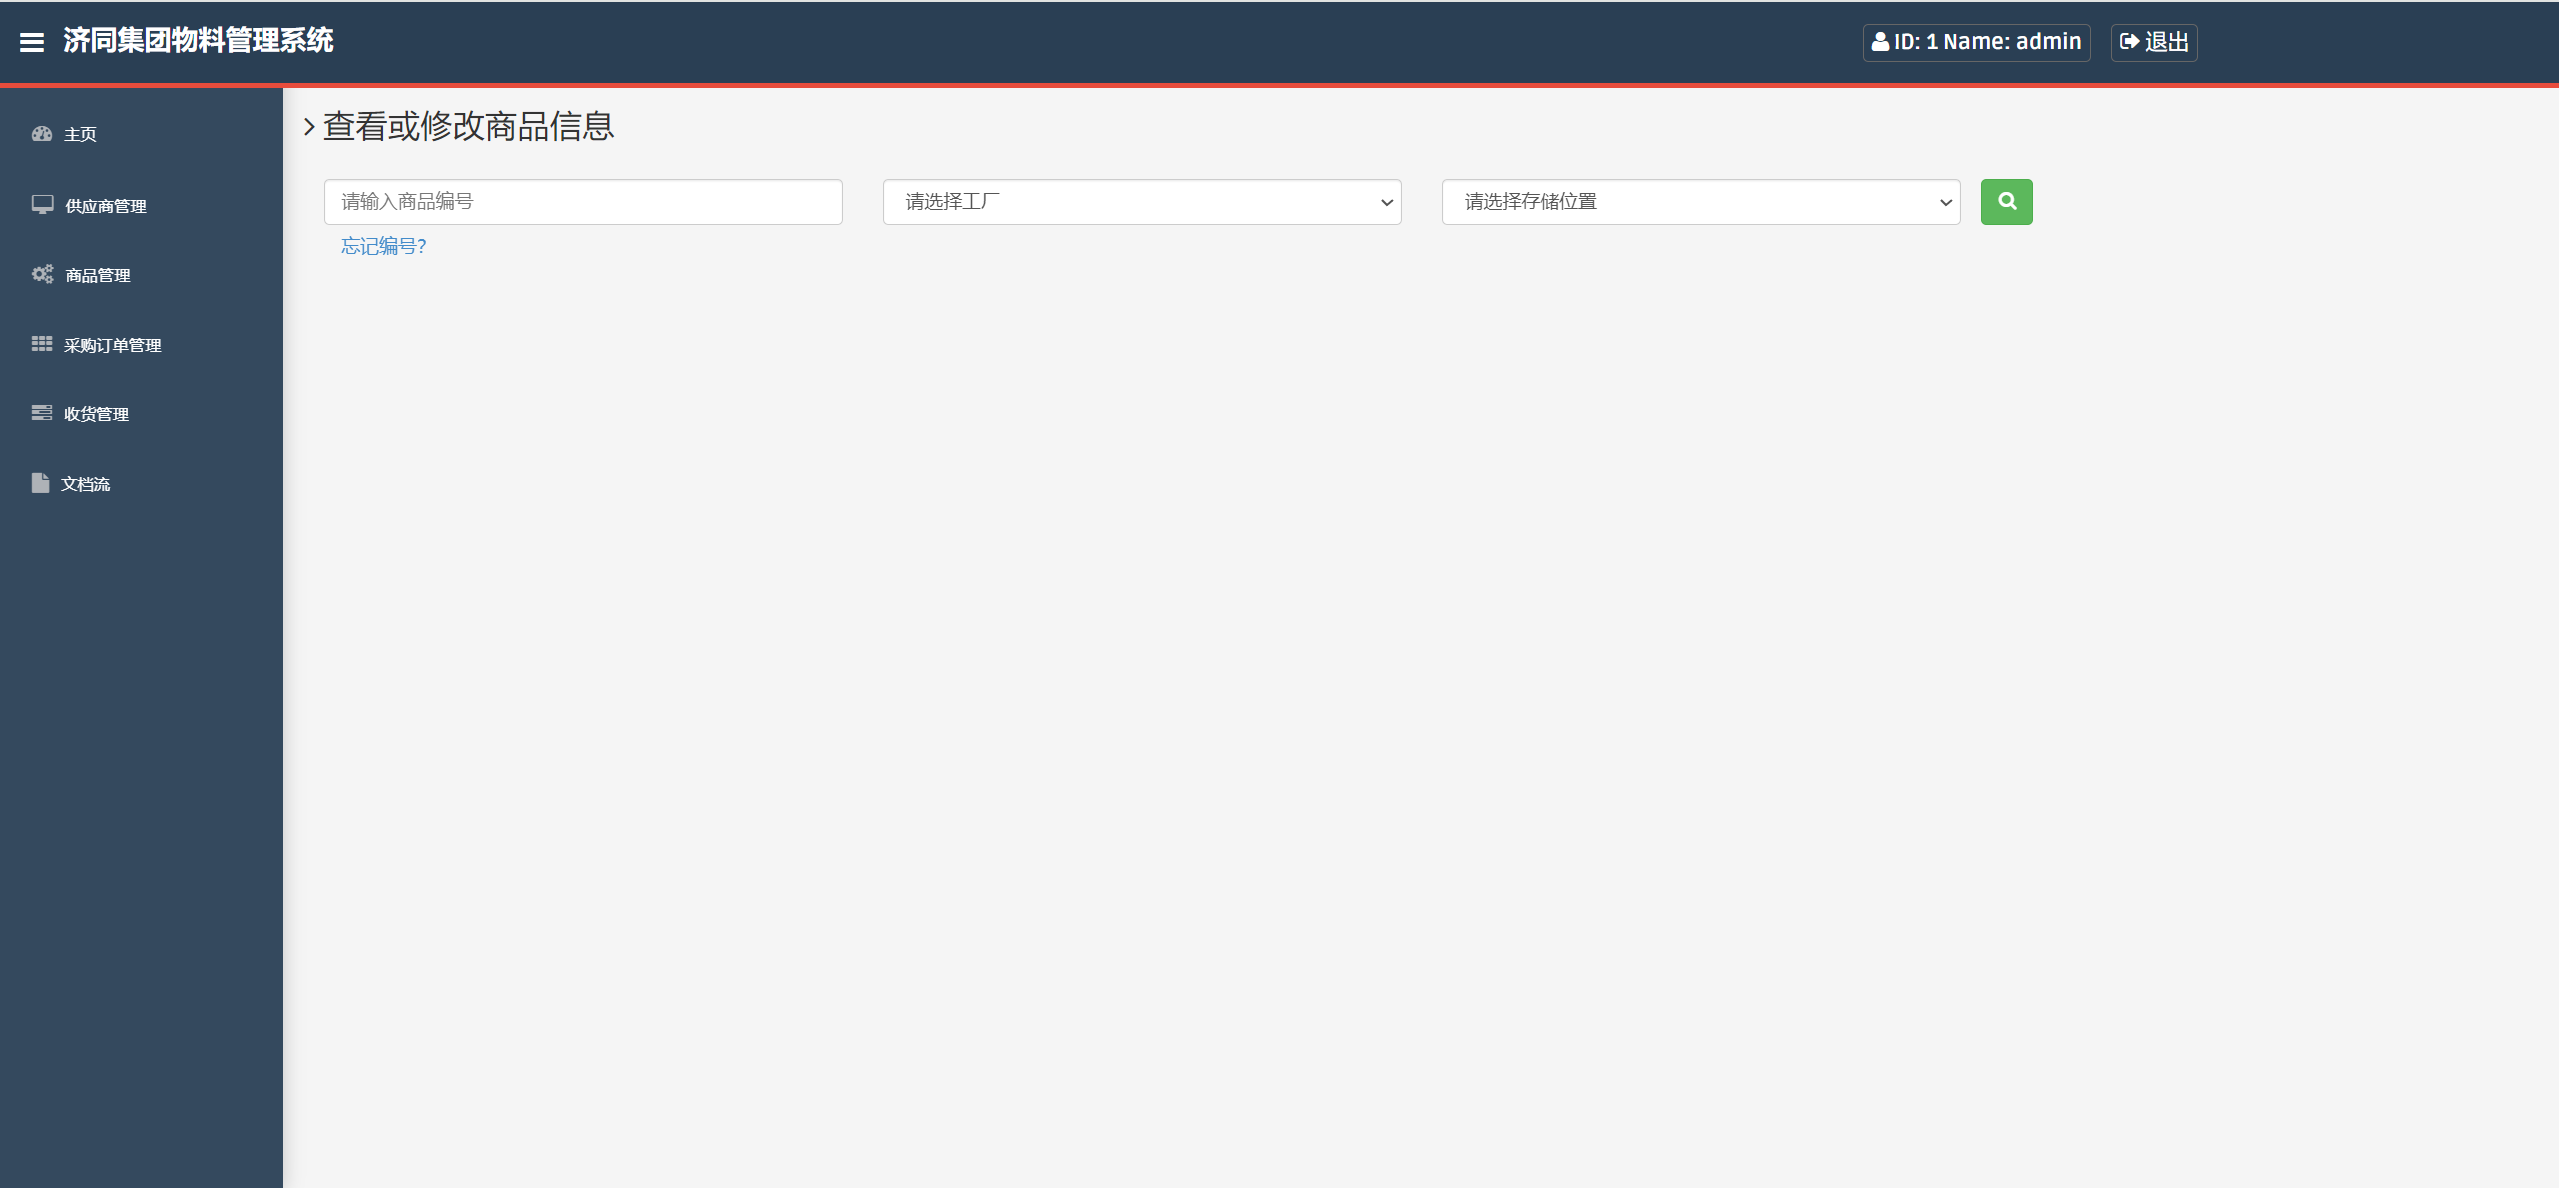 济同集团物料管理系统
ID: 1 Name: admin
退出
主页
供应商管理
商品管理
采购订单管理
收货管理
文档流
查看或修改商品信息
请输入商品编号
请选择工厂
请选择存储位置
忘记编号?